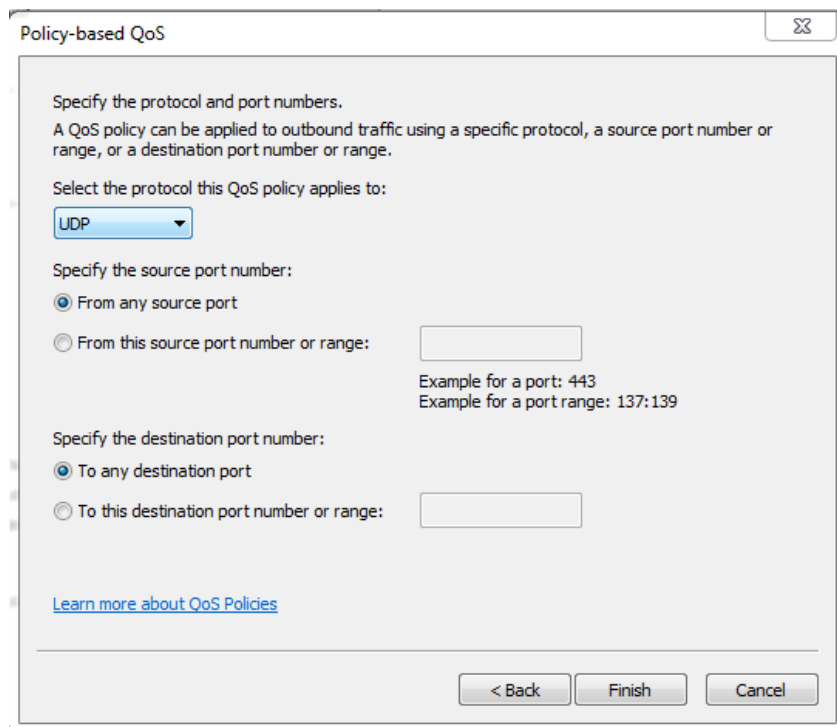 Policy-based QoS
Specify the protocol and port numbers.
A QoS policy can be applied to outbound traffic using a specific protocol, a source port number or
range, or a destination port number or range.
Select the protocol this QoS policy applies to:
UDP
Specify the source port number:
From any source port
From this source port number or range:
Example for a port: 443
Example for a port range: 137:139
Specify the destination port number:
To any destination port
To this destination port number or range:
Learn more about QoS Policies
< Back Finish Cancel